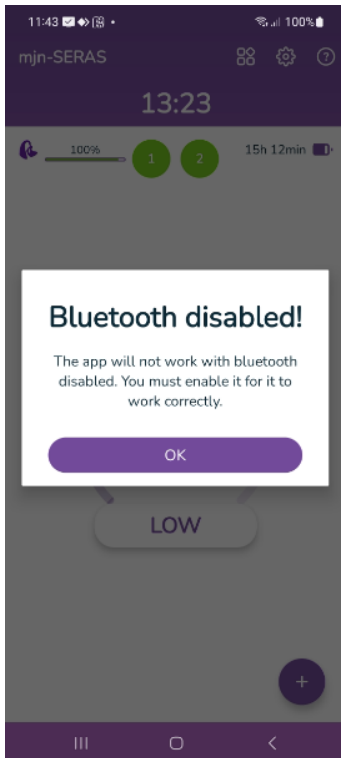 11:43
100%
mjn-SERAS
?
13:23
100%
1
2
15h 12min
Bluetooth disabled!
The app will not work with bluetooth
disabled. You must enable it for it to
work correctly.
OK
LOW
+